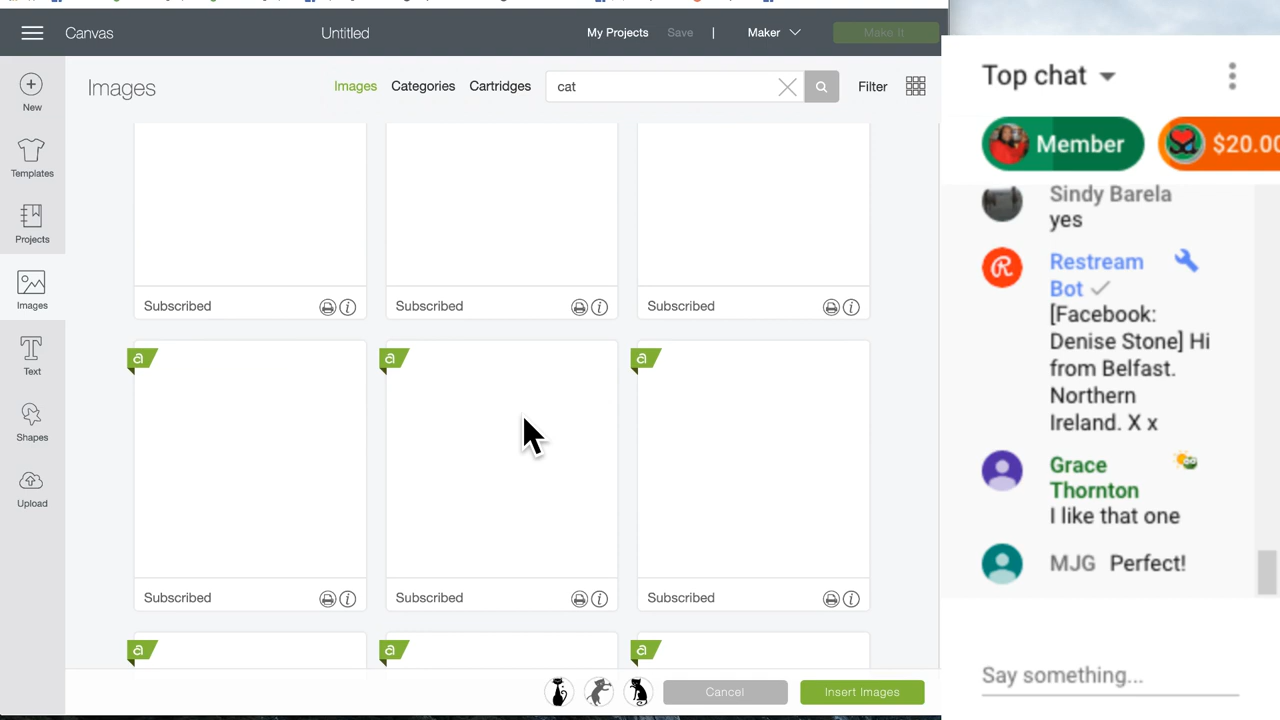 Canvas
Untitled
My Projects Save | Maker Make It
New
Templates
Projects
Images
Text
Shapes
Upload
Images
Images Categories Cartridges cat Filter
Subscribed Subscribed Subscribed
a a a
Subscribed Subscribed Subscribed
a a a
Cancel Insert Images
Top chat
Member $20.00
Sindy Barela
yes
Restream
Bot
[Facebook:
Denise Stone] Hi
from Belfast.
Northern
Ireland. X x
Grace
Thornton
I like that one
MJG Perfect!
Say something...